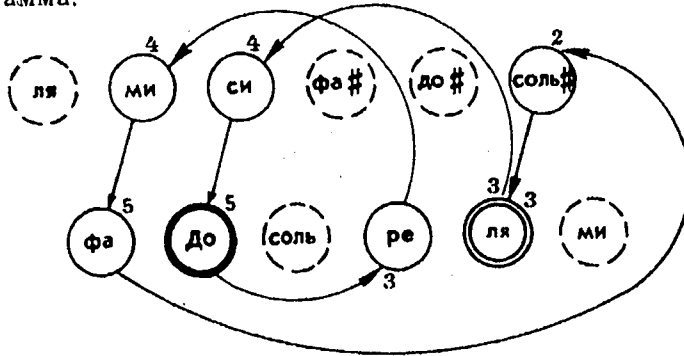 амма.
4 4 2
ля ми си фа# до# соль#
5 5 3 3
фа До соль ре ля ми
3